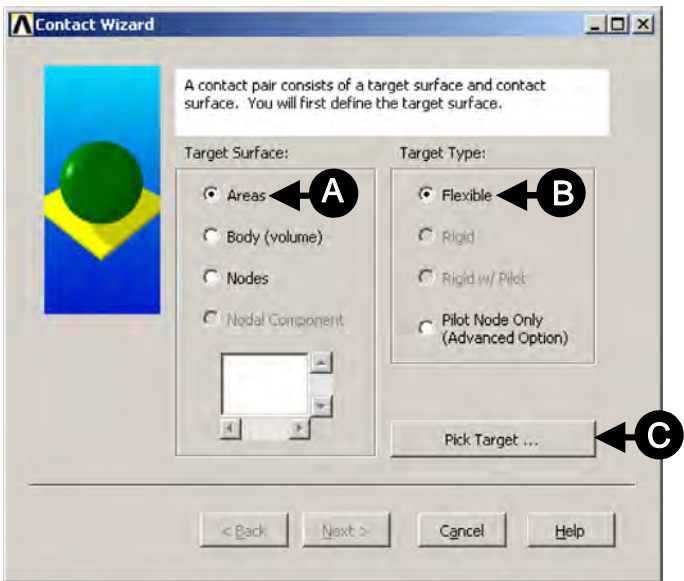 Contact Wizard
A contact pair consists of a target surface and contact
surface. You will first define the target surface.
Target Surface:
Target Type:
Areas
A
Flexible
B
Body (volume)
Rigid
Nodes
Rigid w/ Pilot
Nodal Component
Pilot Node Only
(Advanced Option)
Pick Target ...
C
< Back
Next >
Cancel
Help